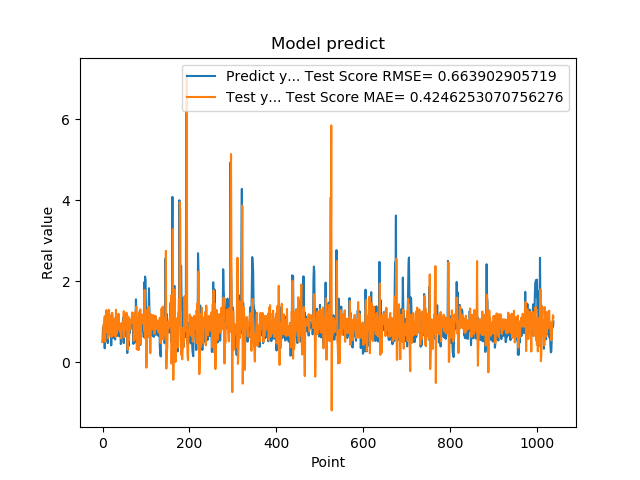 Model predict
Predict y... Test Score RMSE= 0.663902905719
Test y... Test Score MAE= 0.4246253070756276
6
4
2
0
Real value
0 200 400 600 800 1000
Point